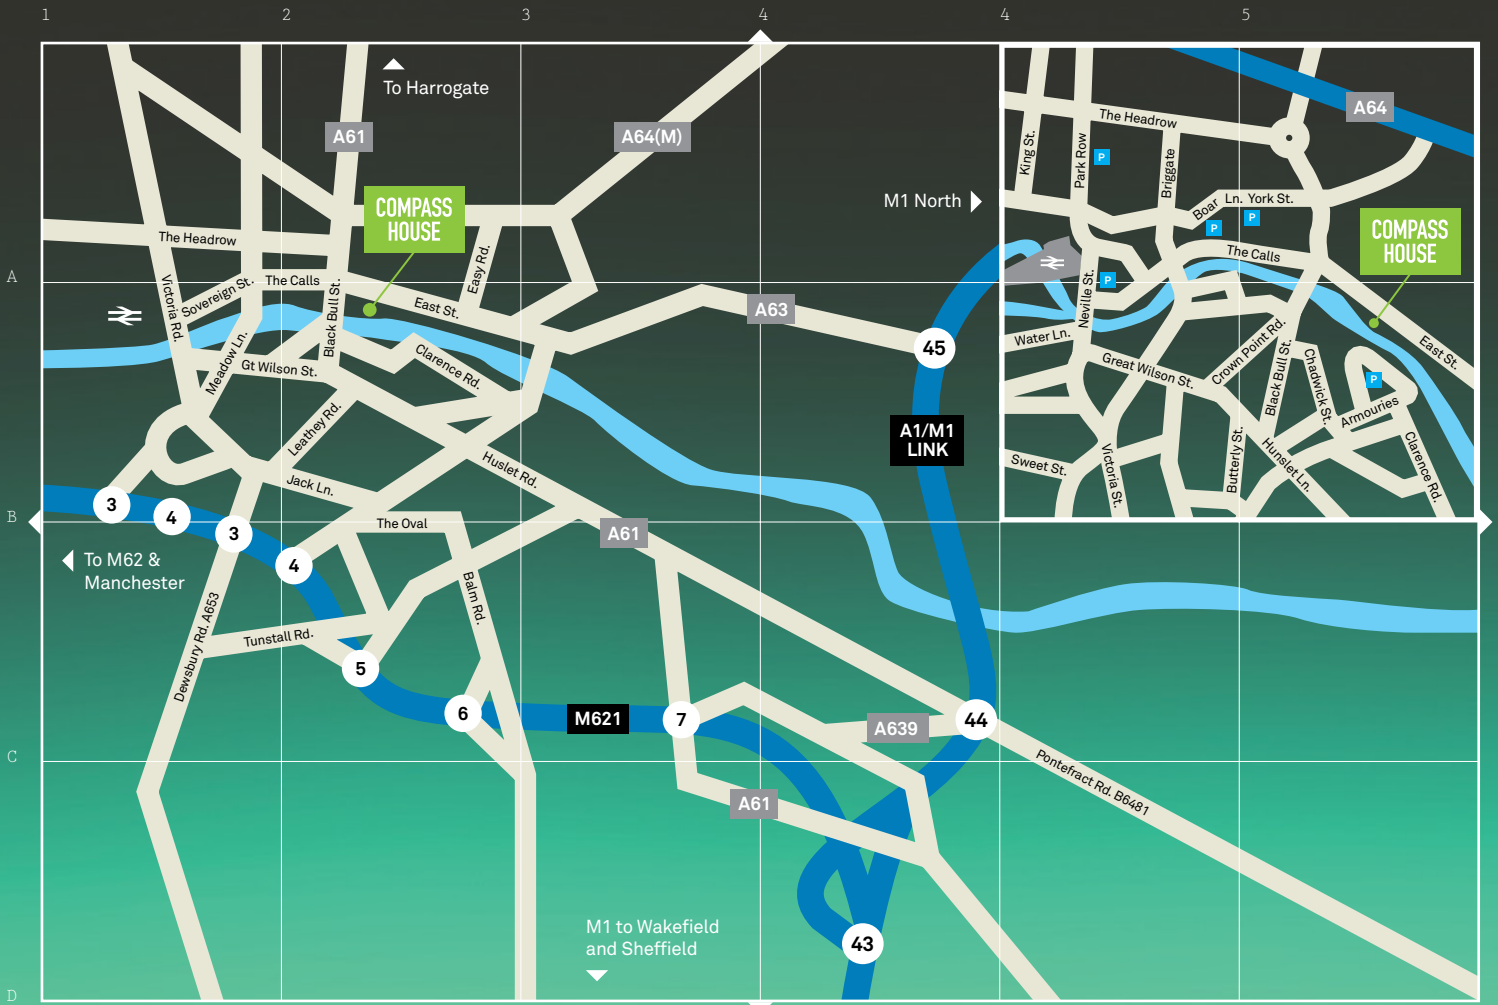 1
2
3
4
4
5
To Harrogate
A61
A64(M)
COMPASS
HOUSE
M1 North
The Headrow
A
Victoria Rd.
Sovereign St.
The Calls
Black Bull St.
Easy Rd.
East St.
A63
45
Meadow Ln.
Gt Wilson St.
Clarence Rd.
Leathey Rd.
A1/M1
LINK
Huslet Rd.
Jack Ln.
3
4
3
4
B
The Oval
A61
To M62 &
Manchester
Dewsbury Rd. A653
Tunstall Rd.
Balm Rd.
5
6
M621
7
A639
44
C
A61
Pontefract Rd. B6481
M1 to Wakefield
and Sheffield
43
D
A64
The Headrow
King St.
Park Row
P
Briggate
Boar Ln.
York St.
P
P
COMPASS
HOUSE
The Calls
P
Neville St.
Water Ln.
Great Wilson St.
Crown Point Rd.
Black Bull St.
Chadwick St.
East St.
P
Armouries
Sweet St.
Victoria St.
Butterly St.
Hunslet Ln.
Clarence Rd.